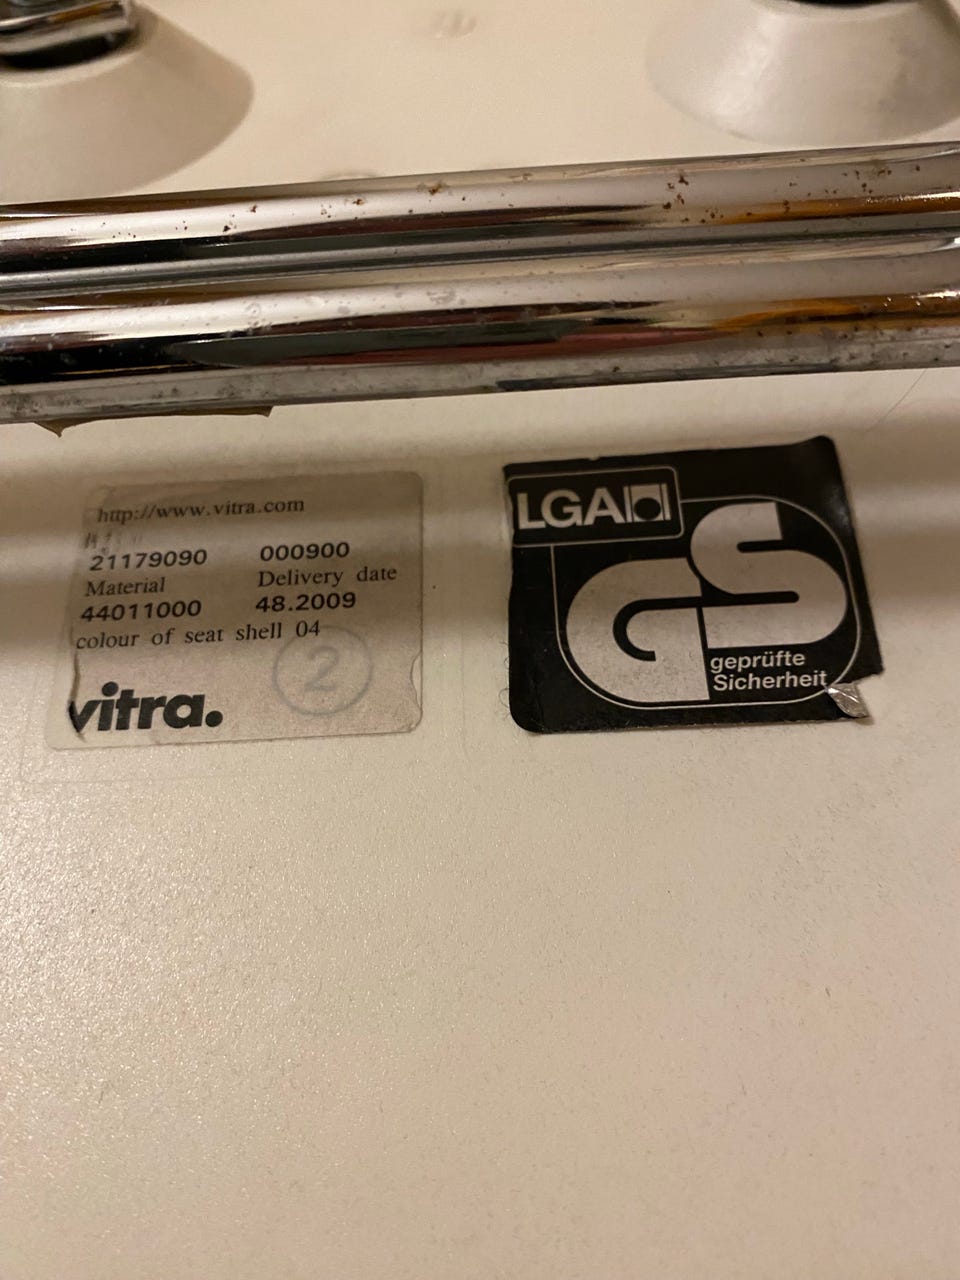 http://www.vitra.com
21179090 000900
Material Delivery date
44011000 48.2009
colour of seat shell 04
2
vitra.
LGA
GS
geprüfte
Sicherheit